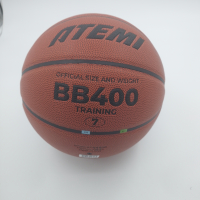 ATEMI
OFFICIAL SIZE AND WEIGHT
BB400
TRAINING
7